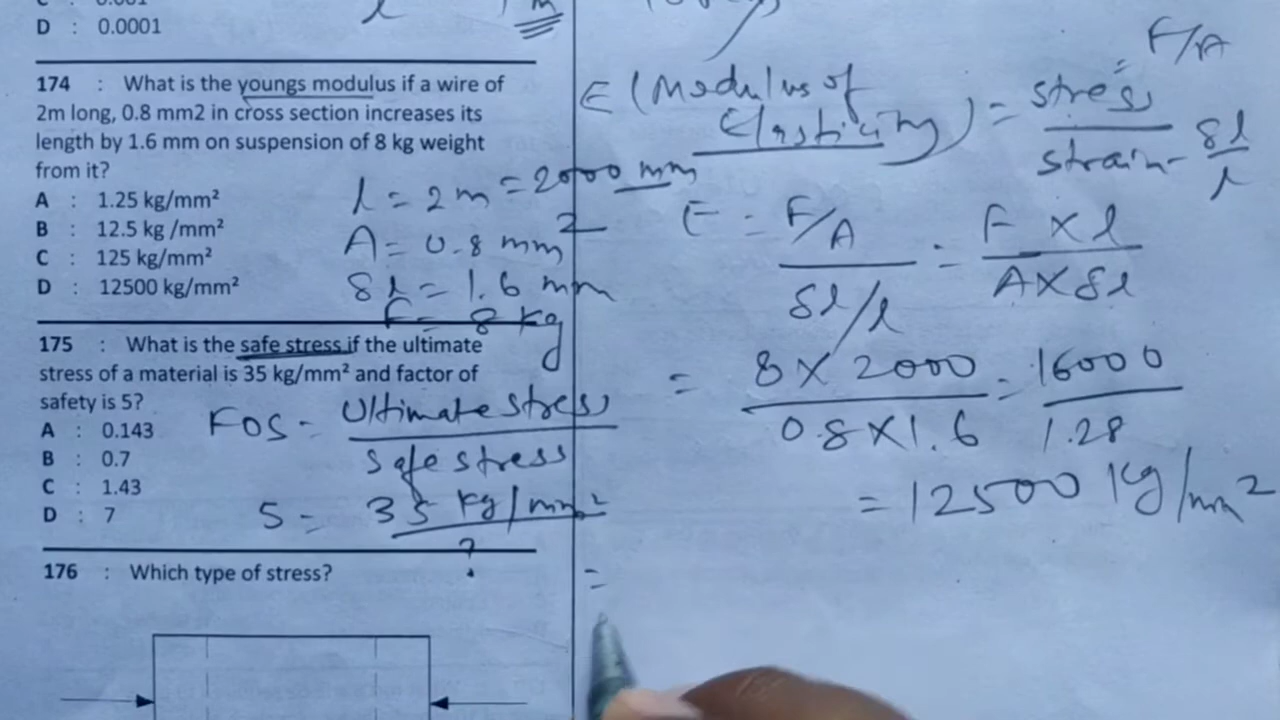 D : 0.0001
174 : What is the youngs modulus if a wire of
2m long, 0.8 mm2 in cross section increases its
length by 1.6 mm on suspension of 8 kg weight
from it?
A : 1.25 kg/mm²
B : 12.5 kg /mm²
C : 125 kg/mm²
D : 12500 kg/mm²
l = 2m = 2000 mm
A = 0.8 mm²
δl = 1.6 mm
F = 8 kg
175 : What is the safe stress if the ultimate
stress of a material is 35 kg/mm² and factor of
safety is 5?
A : 0.143
B : 0.7
C : 1.43
D : 7
FOS = Ultimate stress
safe stress
5 = 35 kg/mm²
?
176 : Which type of stress?
= F/A
E (Modulus of
Elasticity) = stress
strain - δl
l
E = F/A = F x l
δl/l A x δl
= 8 x 2000 = 16000
0.8 x 1.6 1.28
= 12500 kg/mm²
=